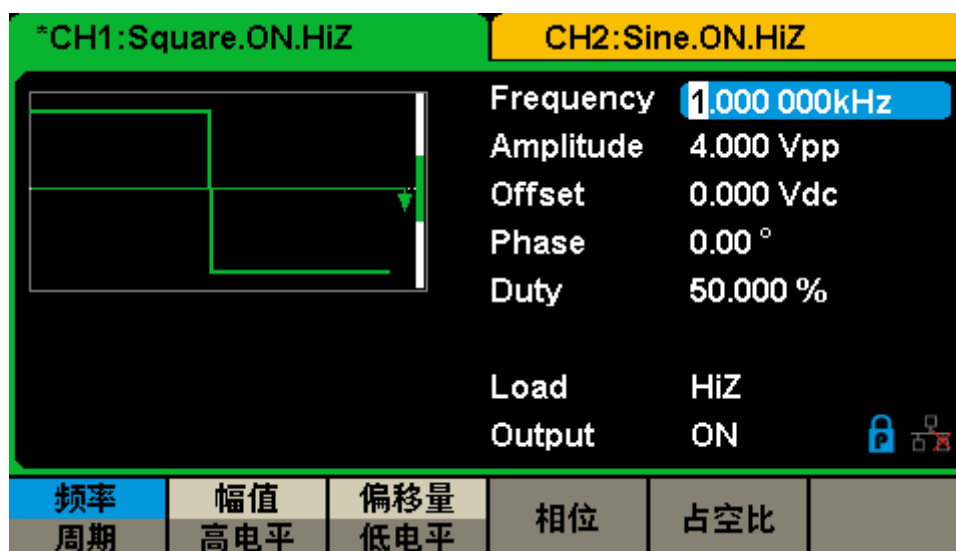 *CH1:Square.ON.HiZ
CH2:Sine.ON.HiZ
Frequency 1.000 000kHz
Amplitude 4.000 Vpp
Offset 0.000 Vdc
Phase 0.00 °
Duty 50.000 %
Load HiZ
Output ON
P
频率 幅值 偏移量 相位 占空比
周期 高电平 低电平